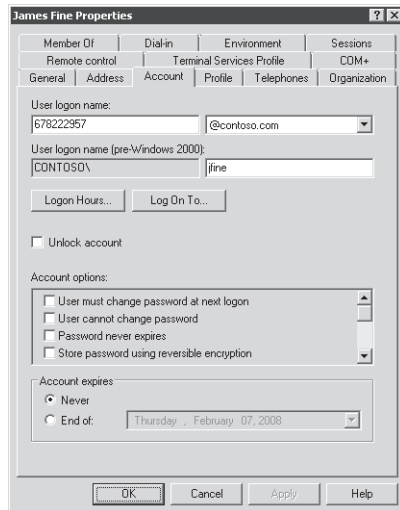 James Fine Properties
Member Of Dial-in Environment Sessions
Remote control Terminal Services Profile COM+
General Address Account Profile Telephones Organization
User logon name:
678222957 @contoso.com
User logon name (pre-Windows 2000):
CONTOSO\ jfine
Logon Hours... Log On To...
Unlock account
Account options:
User must change password at next logon
User cannot change password
Password never expires
Store password using reversible encryption
Account expires
Never
End of: Thursday , February 07, 2008
OK Cancel Apply Help